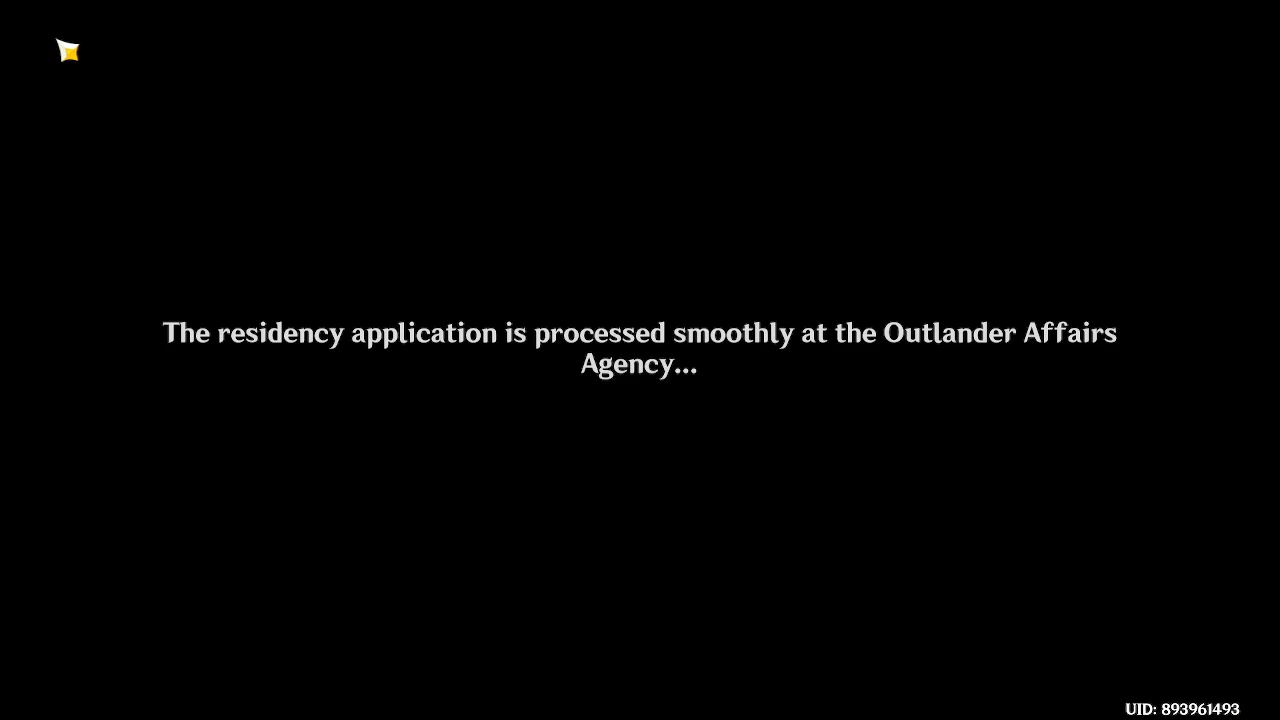 The residency application is processed smoothly at the Outlander Affairs
Agency...
UID: 893961493